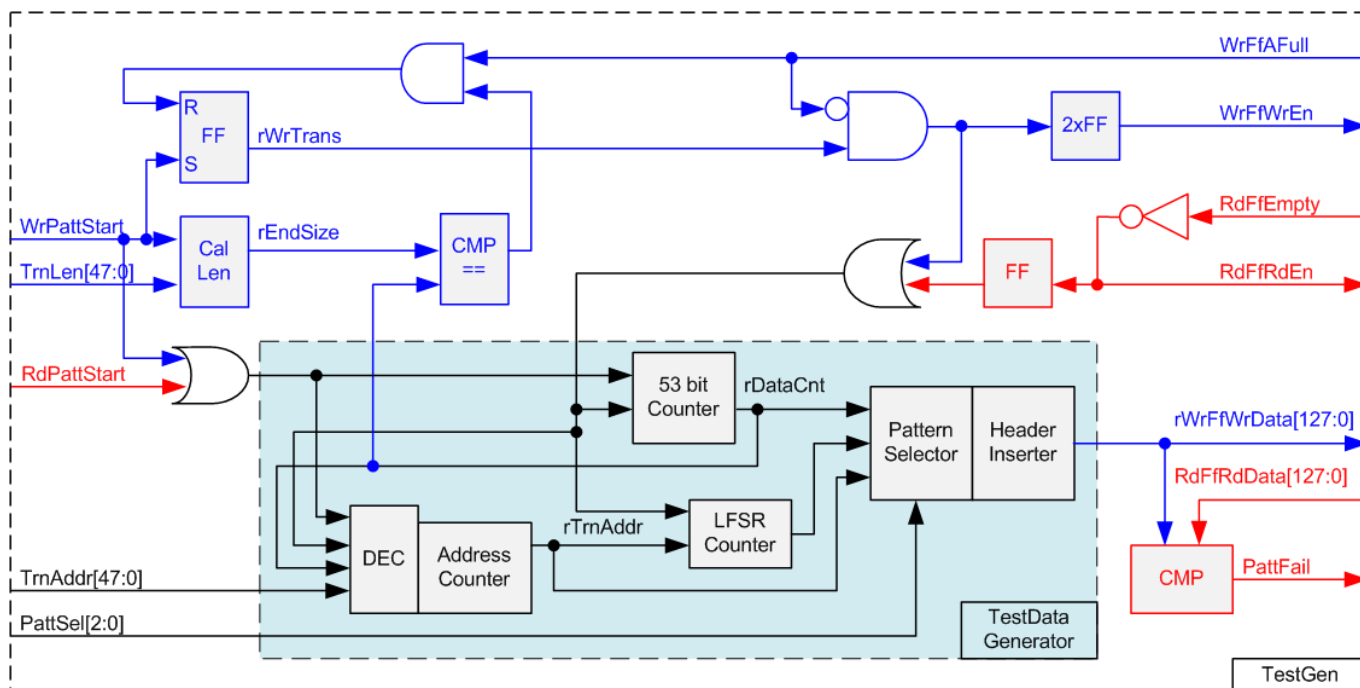 WrFfAFull
R
FF
S
rWrTrans
2xFF
WrFfWrEn
WrPattStart
TrnLen[47:0]
Cal
Len
rEndSize
CMP
==
FF
RdFfEmpty
RdFfRdEn
RdPattStart
53 bit
Counter
rDataCnt
Pattern
Selector
Header
Inserter
rWrFfWrData[127:0]
RdFfRdData[127:0]
DEC
Address
Counter
rTrnAddr
LFSR
Counter
CMP
PattFail
TrnAddr[47:0]
PattSel[2:0]
TestData
Generator
TestGen